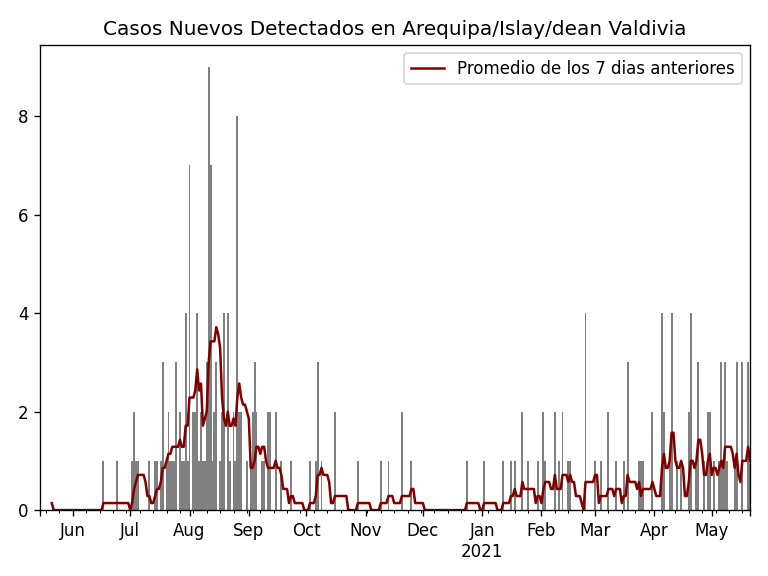 Casos Nuevos Detectados en Arequipa/Islay/dean Valdivia
Promedio de los 7 dias anteriores
8
6
4
2
0
Jun Jul Aug Sep Oct Nov Dec Jan Feb Mar Apr May
2021